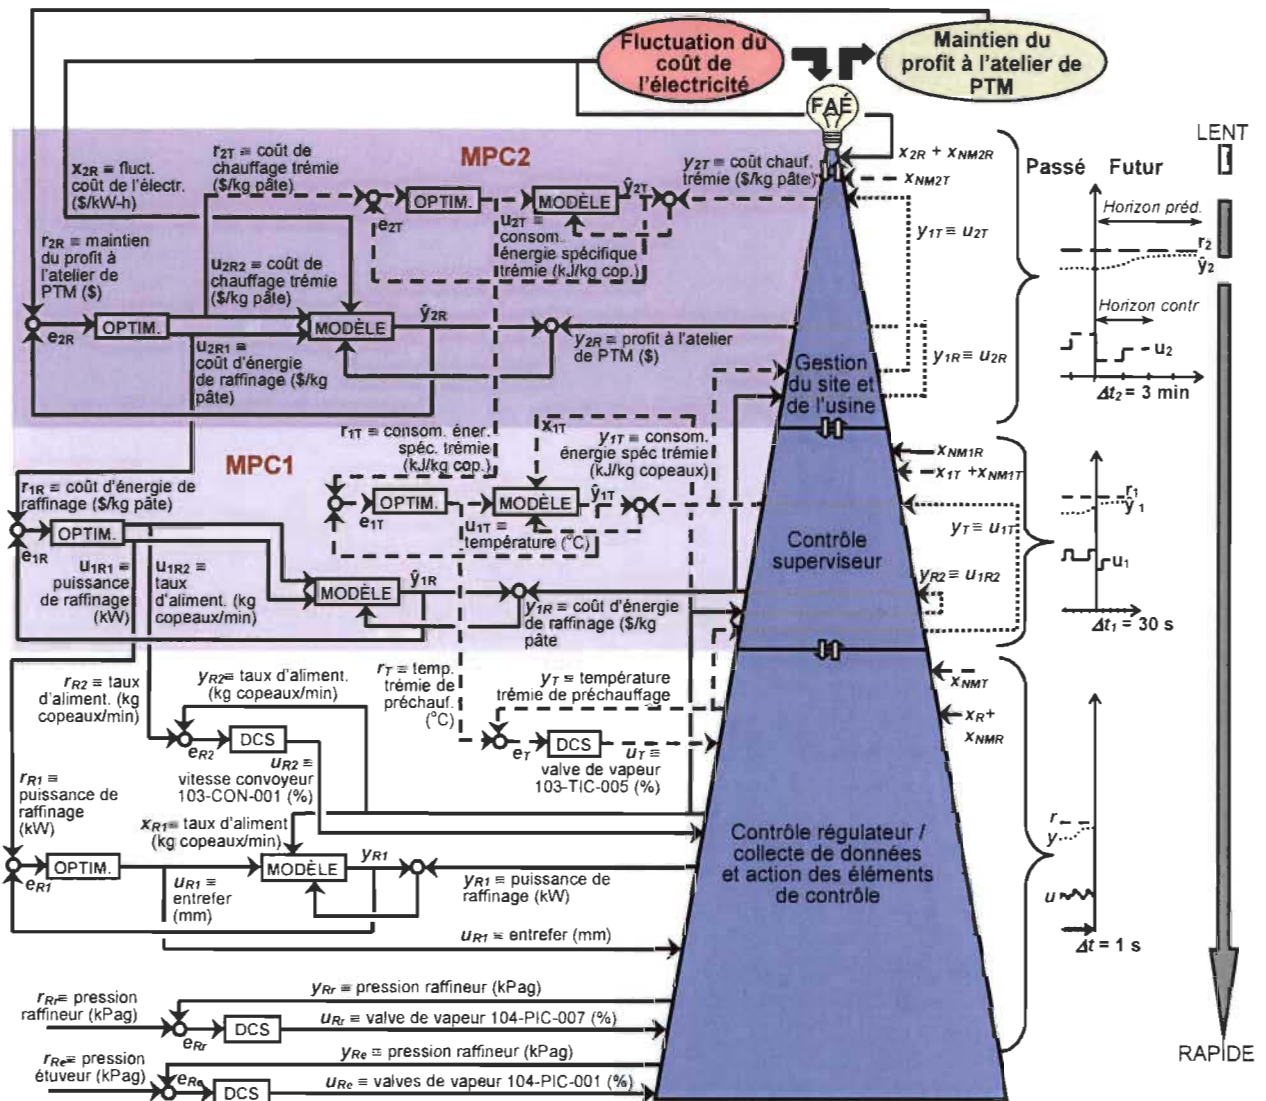 Fluctuation du
coût de
l'électricité
Maintien du
profit à l'atelier de
PTM
FAÉ
LENT
MPC2
x2R ≡ fluct.
coût de l'électr.
($/kW-h)
r2T ≡ coût de
chauffage trémie
($/kg pâte)
OPTIM.
MODÈLE
ŷ2T
e2T
y2T ≡ coût chauf.
trémie ($/kg pâte)
u2T ≡
consom.
énergie spécifique
trémie (kJ/kg cop.)
x2R + xNM2R
xNM2T
y1T ≡ u2T
Passé
Futur
Horizon préd.
r2
ŷ2
Horizon contr
u2
Δt2 = 3 min
r2R ≡ maintien
du profit à
l'atelier de
PTM ($)
u2R2 ≡ coût de
chauffage trémie
($/kg pâte)
e2R
OPTIM.
MODÈLE
ŷ2R
u2R1 ≡
coût d'énergie
de raffinage ($/kg
pâte)
y2R ≡ profit à l'atelier
de PTM ($)
y1R ≡ u2R
Gestion
du site et
de l'usine
MPC1
r1T ≡ consom. éner.
spéc. trémie
(kJ/kg cop.)
x1T
y1T ≡ consom.
énergie spéc trémie
(kJ/kg copeaux)
xNM1R
x1T +xNM1T
r1R ≡ coût d'énergie de
raffinage ($/kg pâte)
OPTIM.
MODÈLE
ŷ1T
e1T
u1T ≡
température (°C)
r1
ŷ1
u1
Δt1 = 30 s
yT ≡ u1T
OPTIM.
e1R
Contrôle
superviseur
u1R1 ≡
puissance
de raffinage
(kW)
u1R2 ≡
taux
d'aliment. (kg
copeaux/min)
MODÈLE
ŷ1R
y1R ≡ coût d'énergie
de raffinage ($/kg
pâte
yR2 ≡ u1R2
rR2 ≡ taux
d'aliment. (kg
copeaux/min)
yR2≡ taux d'aliment.
(kg copeaux/min)
rT ≡ temp.
trémie de
préchauf.
(°C)
yT ≡ température
trémie de préchauffage
xNMT
xR+
xNMR
eR2
DCS
uR2 ≡
vitesse convoyeur
103-CON-001 (%)
eT
DCS
uT ≡
valve de vapeur
103-TIC-005 (%)
rR1 ≡
puissance de
raffinage
(kW)
xR1≡ taux d'aliment
(kg copeaux/min)
r
y
u
Δt = 1 s
Contrôle régulateur /
collecte de données
et action des éléments
de contrôle
eR1
OPTIM.
MODÈLE
yR1
uR1 ≡
entrefer
(mm)
yR1 ≡ puissance de
raffinage (kW)
uR1 ≡ entrefer (mm)
rRr≡ pression
raffineur (kPag)
yRr ≡ pression raffineur (kPag)
eRr
DCS
uRr ≡ valve de vapeur 104-PIC-007 (%)
rRe≡ pression
étuveur (kPag)
yRe ≡ pression raffineur (kPag)
eRe
DCS
uRe ≡ valves de vapeur 104-PIC-001 (%)
RAPIDE